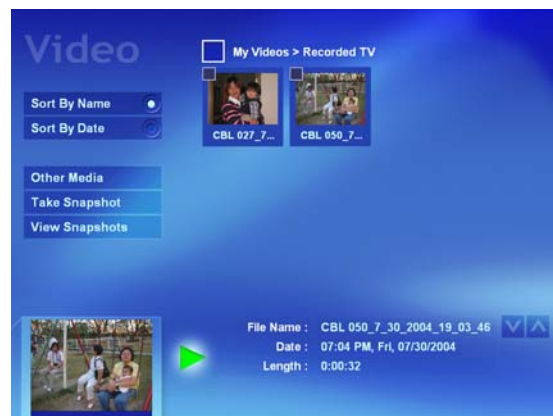 Video
My Videos > Recorded TV
Sort By Name
Sort By Date
CBL 027_7...
CBL 050_7...
Other Media
Take Snapshot
View Snapshots
File Name : CBL 050_7_30_2004_19_03_46
Date : 07:04 PM, Fri, 07/30/2004
Length : 0:00:32